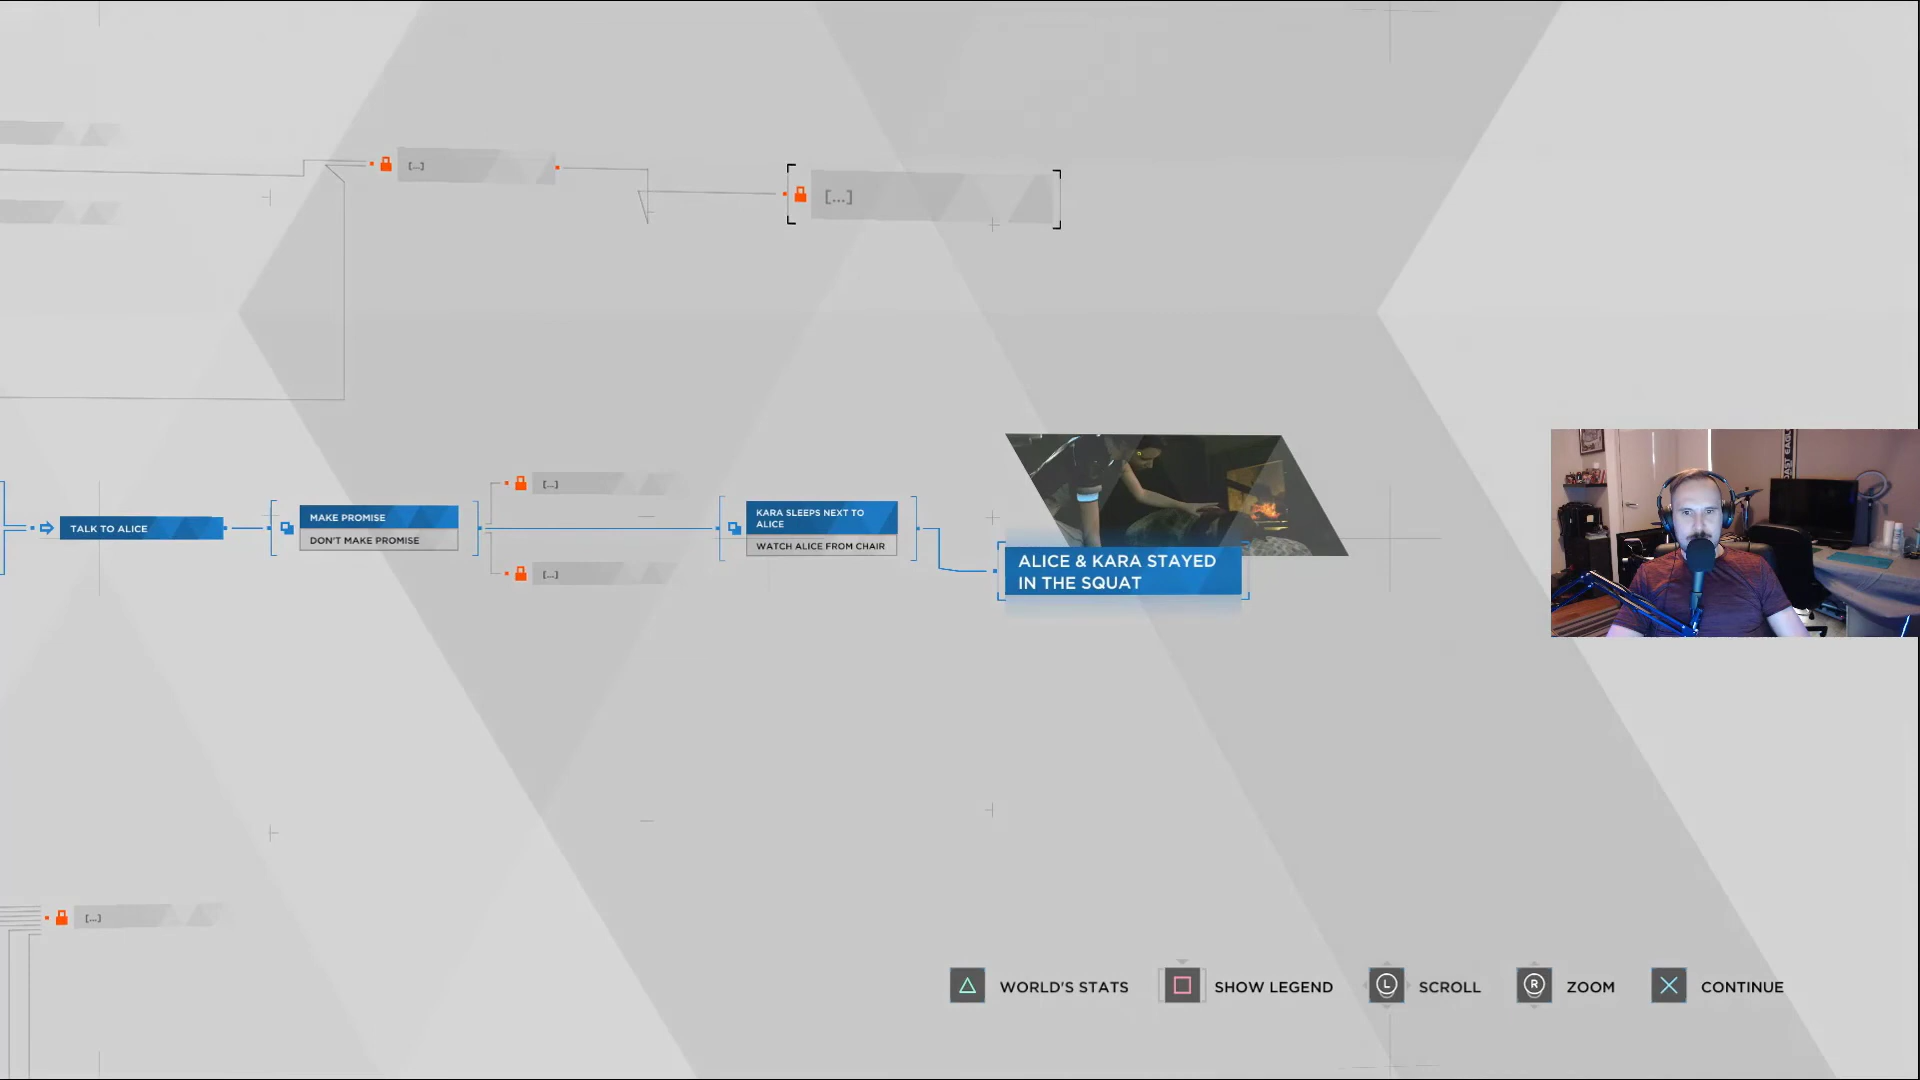 [...]
[...]
[...]
TALK TO ALICE
MAKE PROMISE
DON'T MAKE PROMISE
[...]
KARA SLEEPS NEXT TO
ALICE
WATCH ALICE FROM CHAIR
ALICE & KARA STAYED
IN THE SQUAT
[...]
[...]
WORLD'S STATS
SHOW LEGEND
L
SCROLL
R
ZOOM
CONTINUE